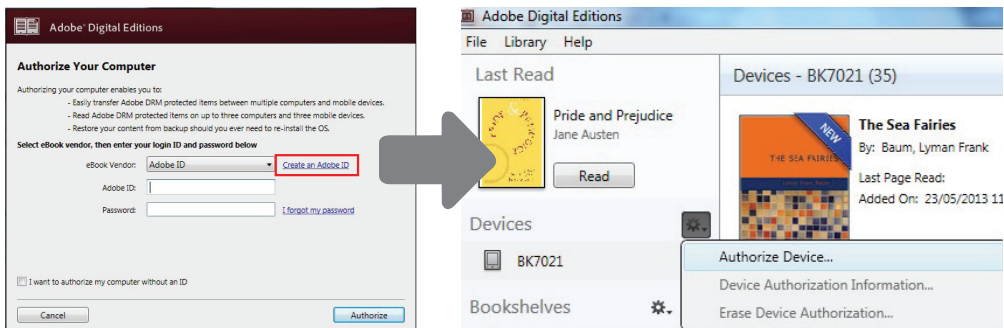 Adobe® Digital Editions
Authorize Your Computer
Authorizing your computer enables you to:
- Easily transfer Adobe DRM protected items between multiple computers and mobile devices.
- Read Adobe DRM protected items on up to three computers and three mobile devices.
- Restore your content from backup should you ever need to re-install the OS.
Select eBook vendor, then enter your login ID and password below
eBook Vendor: Adobe ID Create an Adobe ID
Adobe ID:
Password: I forgot my password
I want to authorize my computer without an ID
Cancel Authorize
Adobe Digital Editions
File Library Help
Last Read
Pride and Prejudice
Jane Austen
Read
Devices
BK7021
Bookshelves
Devices - BK7021 (35)
NEW
THE SEA FAIRIES
The Sea Fairies
By: Baum, Lyman Frank
Last Page Read:
Added On: 23/05/2013 11
Authorize Device...
Device Authorization Information...
Erase Device Authorization...